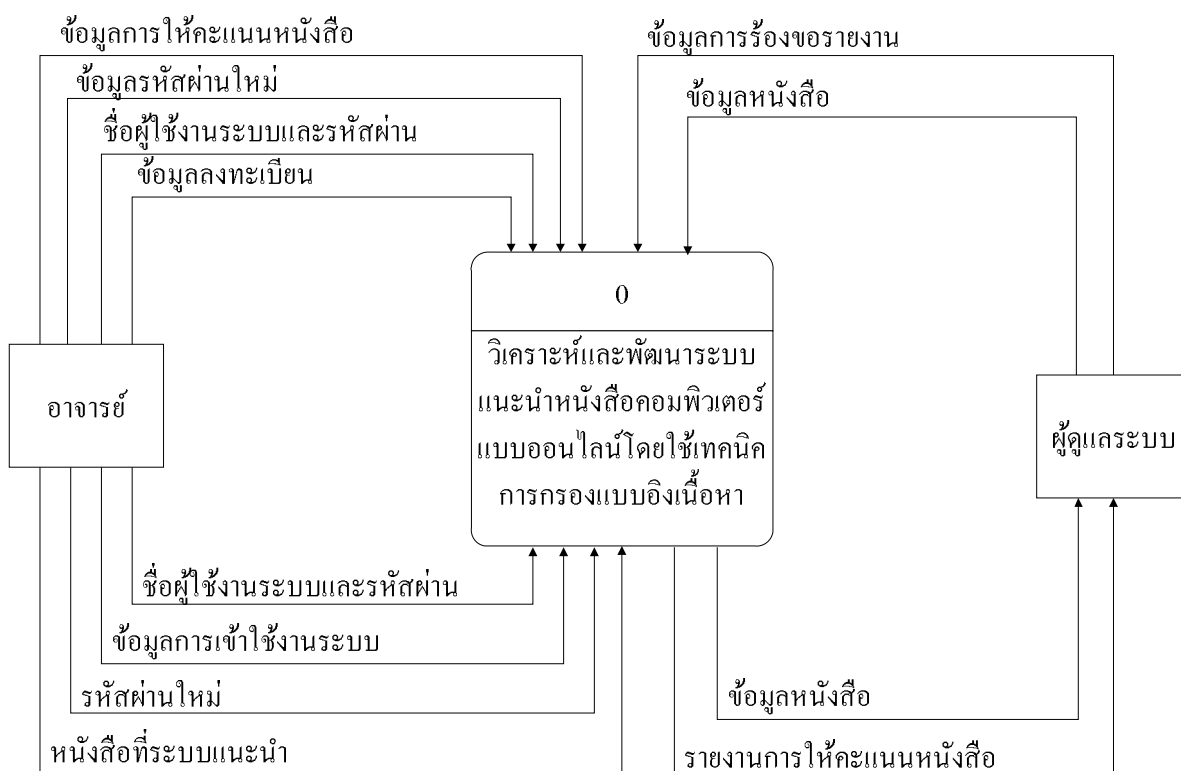 ข้อมูลการให้คะแนนหนังสือ
ข้อมูลรหัสผ่านใหม่
ชื่อผู้ใช้งานระบบและรหัสผ่าน
ข้อมูลลงทะเบียน
ข้อมูลการร้องขอรายงาน
ข้อมูลหนังสือ
0
วิเคราะห์และพัฒนาระบบ
แนะนำหนังสือคอมพิวเตอร์
แบบออนไลน์โดยใช้เทคนิค
การกรองแบบอิงเนื้อหา
อาจารย์
ผู้ดูแลระบบ
ชื่อผู้ใช้งานระบบและรหัสผ่าน
ข้อมูลการเข้าใช้งานระบบ
รหัสผ่านใหม่
หนังสือที่ระบบแนะนำ
ข้อมูลหนังสือ
รายงานการให้คะแนนหนังสือ